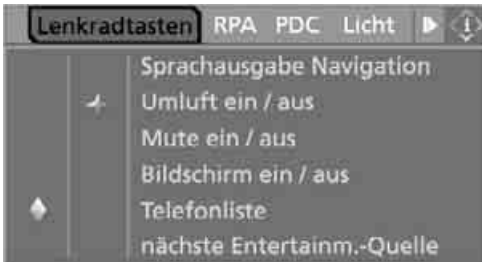 Lenkradtasten RPA PDC Licht
Sprachausgabe Navigation
Umluft ein / aus
Mute ein / aus
Bildschirm ein / aus
Telefonliste
nächste Entertainm.-Quelle